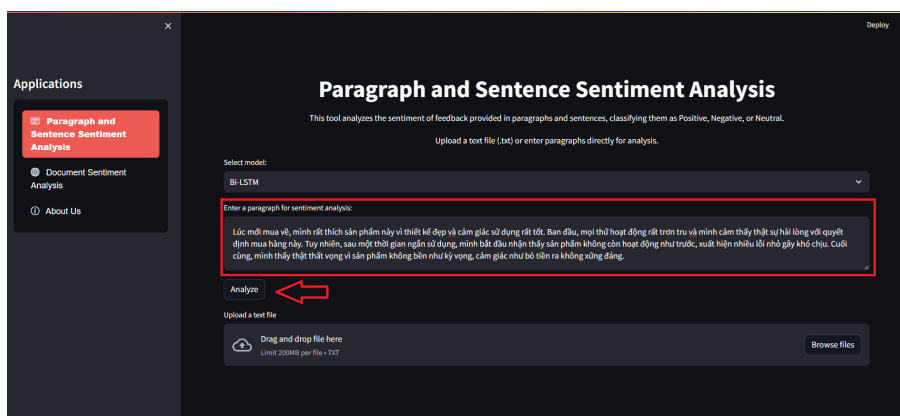 ×
Deploy
Applications
Paragraph and
Sentence Sentiment
Analysis
Document Sentiment
Analysis
About Us
Paragraph and Sentence Sentiment Analysis
This tool analyzes the sentiment of feedback provided in paragraphs and sentences, classifying them as Positive, Negative, or Neutral.
Upload a text file (.txt) or enter paragraphs directly for analysis.
Select model:
Bi-LSTM
Enter a paragraph for sentiment analysis:
Lúc mới mua về, mình rất thích sản phẩm này vì thiết kế đẹp và cảm giác sử dụng rất tốt. Ban đầu, mọi thứ hoạt động rất trơn tru và mình cảm thấy thật sự hài lòng với quyết
định mua hàng này. Tuy nhiên, sau một thời gian ngắn sử dụng, mình bắt đầu nhận thấy sản phẩm không còn hoạt động như trước, xuất hiện nhiều lỗi nhỏ gây khó chịu. Cuối
cùng, mình thấy thật thất vọng vì sản phẩm không bền như kỳ vọng, cảm giác như bỏ tiền ra không xứng đáng.
Analyze
Upload a text file
Drag and drop file here
Limit 200MB per file • TXT
Browse files